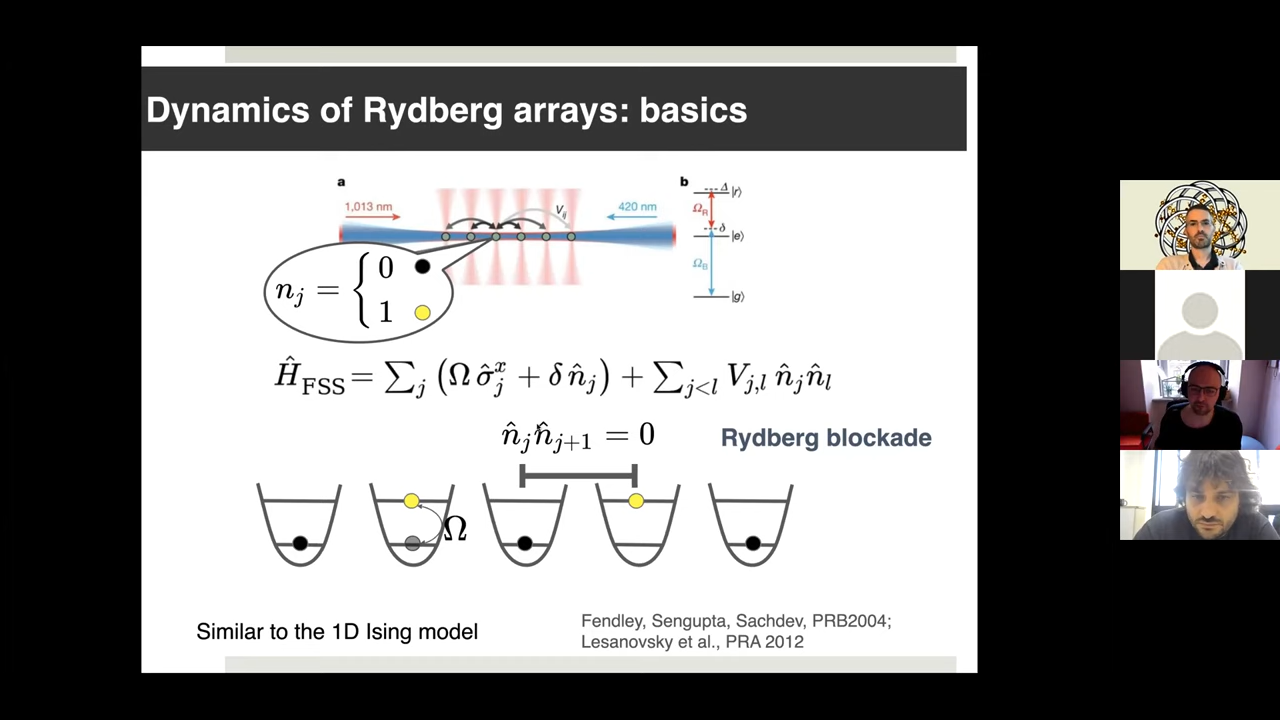 Dynamics of Rydberg arrays: basics
a
b
1,013 nm
V_{ij}
420 nm
Δ |r⟩
Ω_R
δ
|e⟩
Ω_B
|g⟩
n_j = { 0
1
Ĥ_FSS = ∑_j (Ω σ̂_j^x + δ n̂_j) + ∑_{j<l} V_{j,l} n̂_j n̂_l
n̂_j n̂_{j+1} = 0
Rydberg blockade
Ω
Similar to the 1D Ising model
Fendley, Sengupta, Sachdev, PRB2004;
Lesanovsky et al., PRA 2012